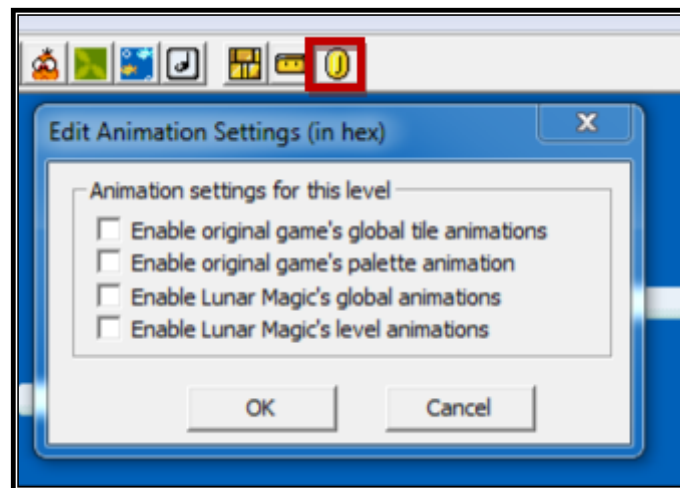 Edit Animation Settings (in hex)
Animation settings for this level
Enable original game's global tile animations
Enable original game's palette animation
Enable Lunar Magic's global animations
Enable Lunar Magic's level animations
OK Cancel